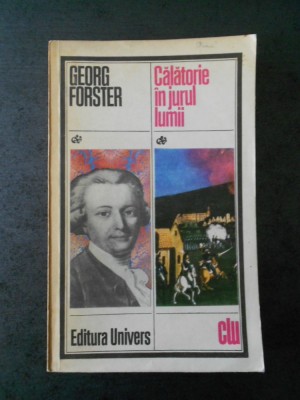 GEORG
FORSTER
Călătorie
în jurul
lumii
Editura Univers
clu